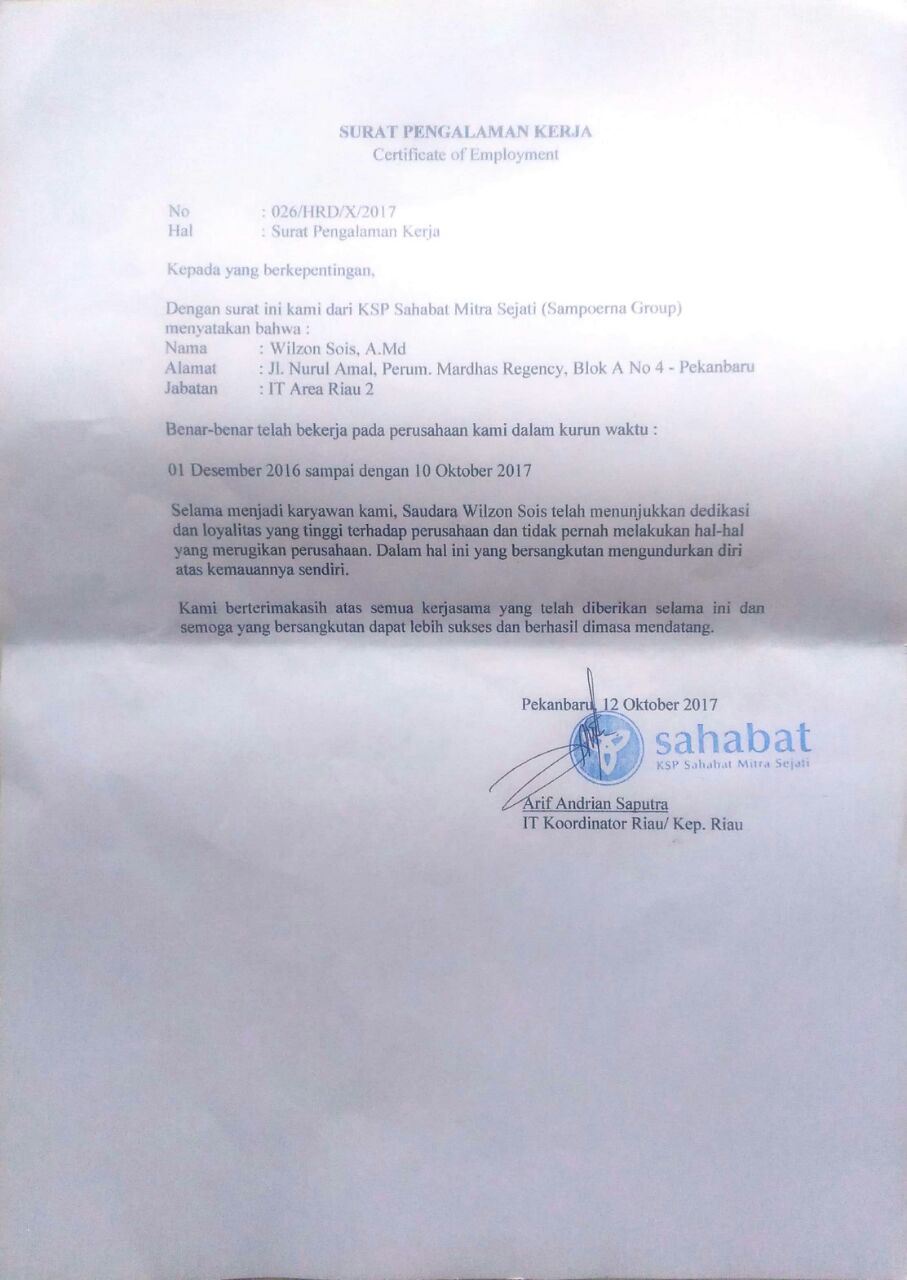 SURAT PENGALAMAN KERJA
Certificate of Employment
No : 026/HRD/X/2017
Hal : Surat Pengalaman Kerja
Kepada yang berkepentingan,
Dengan surat ini kami dari KSP Sahabat Mitra Sejati (Sampoerna Group)
menyatakan bahwa :
Nama : Wilzon Sois, A.Md
Alamat : Jl. Nurul Amal, Perum. Mardhas Regency, Blok A No 4 - Pekanbaru
Jabatan : IT Area Riau 2
Benar-benar telah bekerja pada perusahaan kami dalam kurun waktu :
01 Desember 2016 sampai dengan 10 Oktober 2017
Selama menjadi karyawan kami, Saudara Wilzon Sois telah menunjukkan dedikasi
dan loyalitas yang tinggi terhadap perusahaan dan tidak pernah melakukan hal-hal
yang merugikan perusahaan. Dalam hal ini yang bersangkutan mengundurkan diri
atas kemauannya sendiri.
Kami berterimakasih atas semua kerjasama yang telah diberikan selama ini dan
semoga yang bersangkutan dapat lebih sukses dan berhasil dimasa mendatang.
Pekanbaru, 12 Oktober 2017
sahabat
KSP Sahabat Mitra Sejati
Arif Andrian Saputra
IT Koordinator Riau/ Kep. Riau